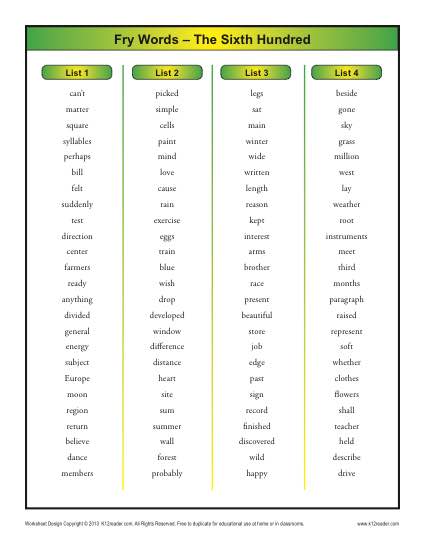 Fry Words – The Sixth Hundred
List 1 List 2 List 3 List 4
can't picked legs beside
matter simple sat gone
square cells main sky
syllables paint winter grass
perhaps mind wide million
bill love written west
felt cause length lay
suddenly rain reason weather
test exercise kept root
direction eggs interest instruments
center train arms meet
farmers blue brother third
ready wish race months
anything drop present paragraph
divided developed beautiful raised
general window store represent
energy difference job soft
subject distance edge whether
Europe heart past clothes
moon site sign flowers
region sum record shall
return summer finished teacher
believe wall discovered held
dance forest wild describe
members probably happy drive
Worksheet Design Copyright © 2013 K12reader.com. All Rights Reserved. Free to duplicate for educational use at home or in classrooms. www.k12reader.com